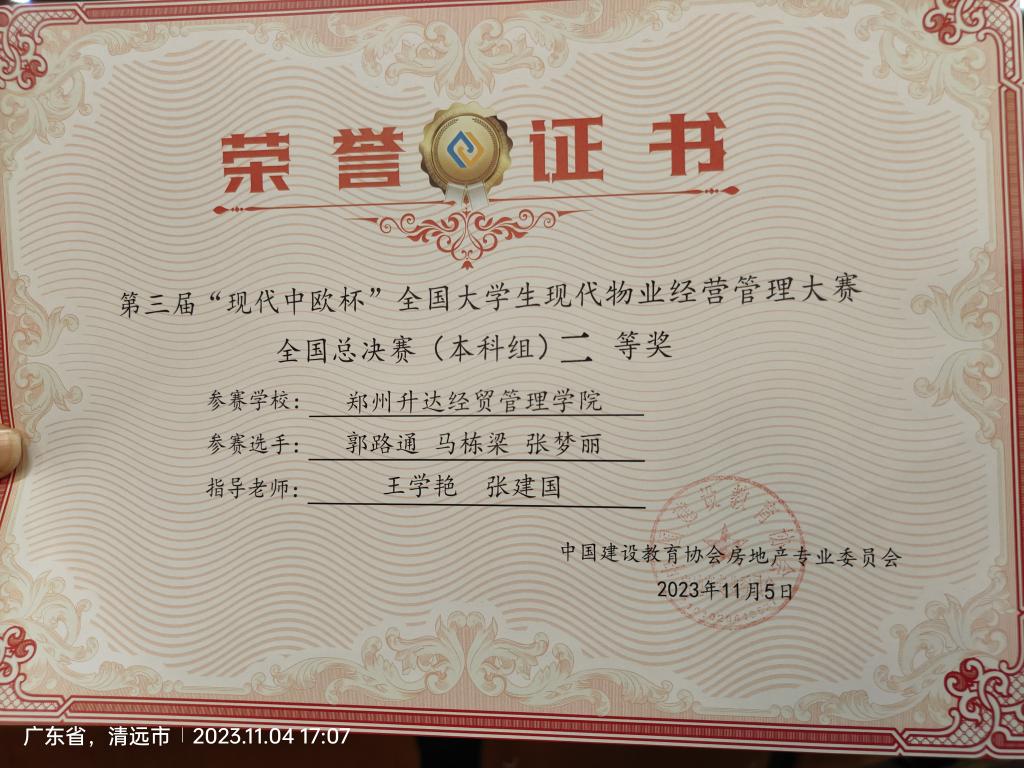 荣誉证书
第三届“现代中欧杯”全国大学生现代物业经营管理大赛
全国总决赛（本科组）二 等奖
参赛学校：郑州升达经贸管理学院
参赛选手：郭路通 马栋梁 张梦丽
指导老师：王学艳 张建国
中国建设教育协会房地产专业委员会
2023年11月5日
广东省，清远市 | 2023.11.04 17:07